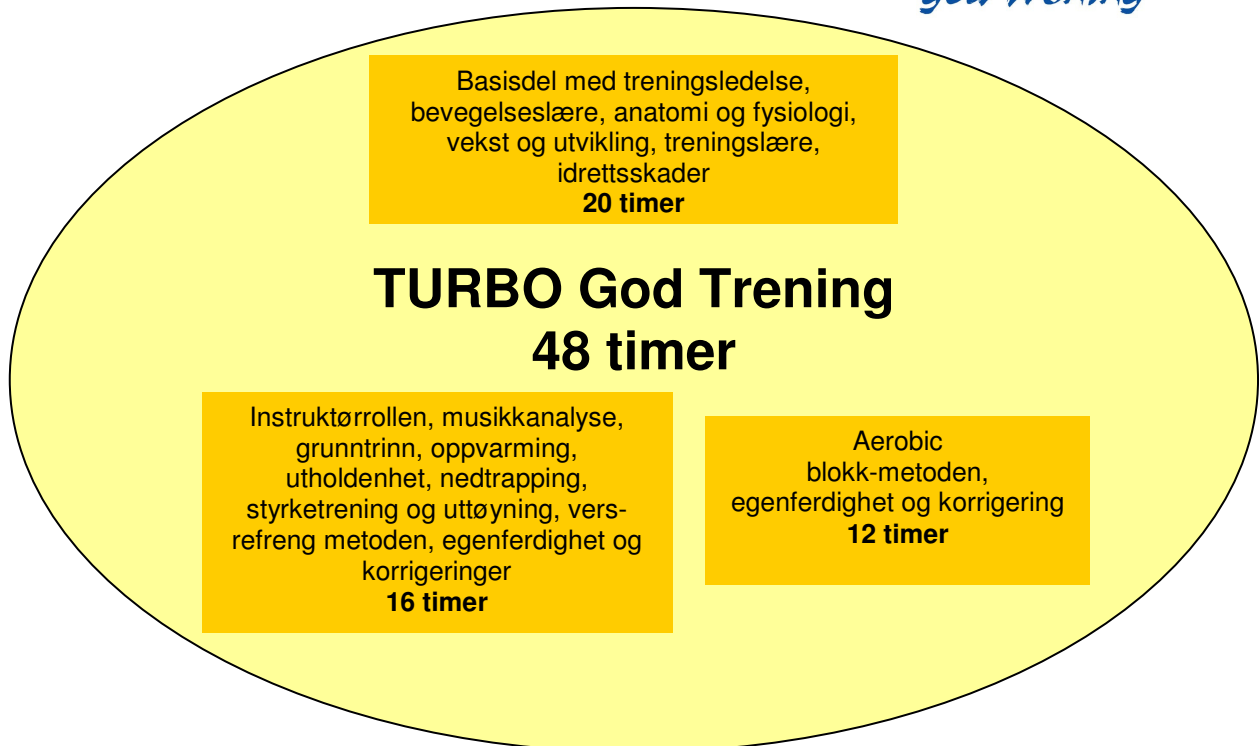 Basisdel med treningsledelse,
bevegelseslære, anatomi og fysiologi,
vekst og utvikling, treningslære,
idrettsskader
20 timer
TURBO God Trening
48 timer
Instruktørrollen, musikkanalyse,
grunntrinn, oppvarming,
utholdenhet, nedtrapping,
styrketrening og uttøyning, vers-
refreng metoden, egenferdighet og
korrigeringer
16 timer
Aerobic
blokk-metoden,
egenferdighet og korrigering
12 timer